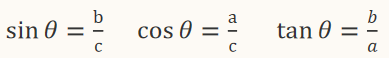 sin θ = b/c cos θ = a/c tan θ = b/a